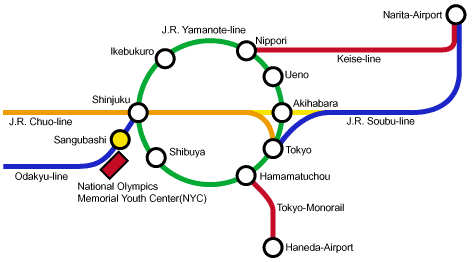 Narita-Airport
J.R. Yamanote-line
Nippori
Ikebukuro
Keise-line
Ueno
Shinjuku
Akihabara
J.R. Chuo-line
J.R. Soubu-line
Sangubashi
Shibuya
Tokyo
Odakyu-line
Hamamatuchou
National Olympics
Memorial Youth Center(NYC)
Tokyo-Monorail
Haneda-Airport